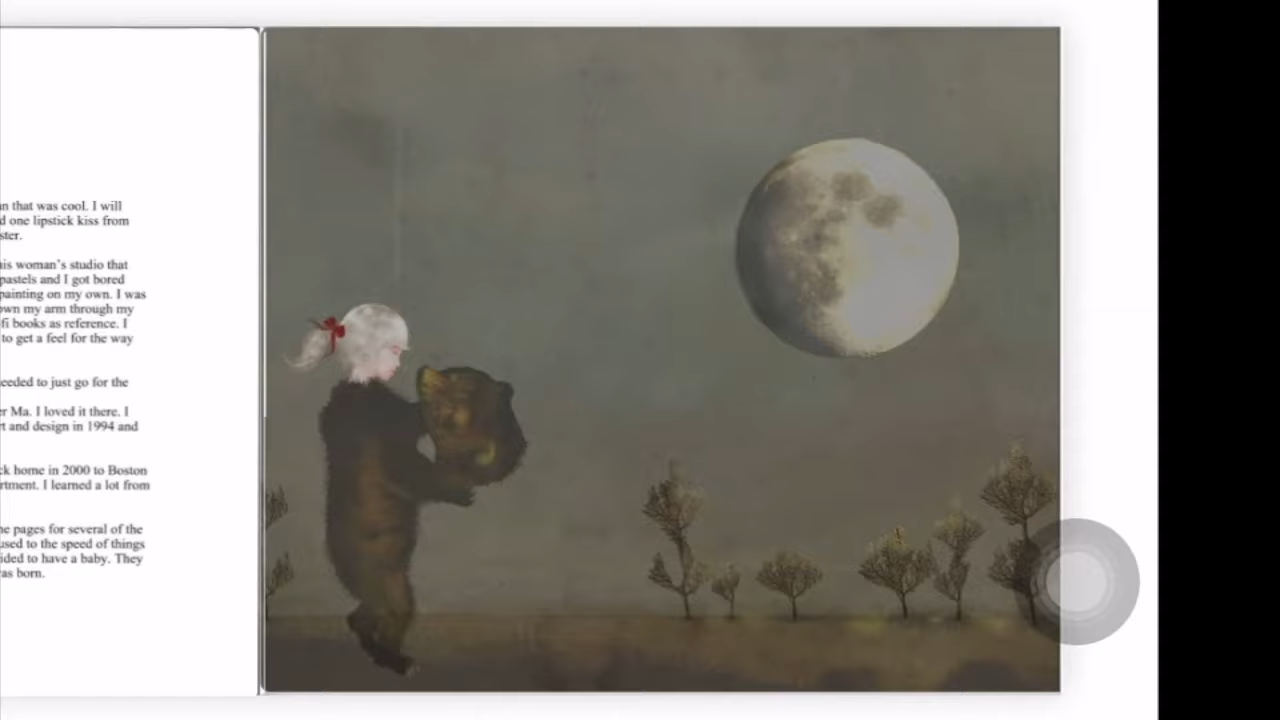 n that was cool. I will
d one lipstick kiss from
ster.
is woman's studio that
pastels and I got bored
painting on my own. I was
own my arm through my
fi books as reference. I
to get a feel for the way
eeded to just go for the
r Ma. I loved it there. I
rt and design in 1994 and
ck home in 2000 to Boston
rtment. I learned a lot from
ne pages for several of the
used to the speed of things
ided to have a baby. They
as born.